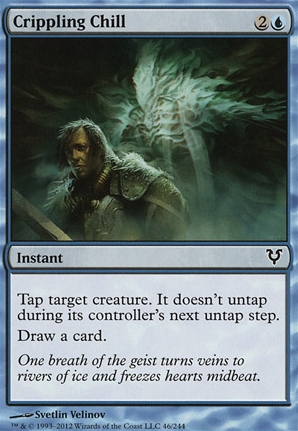 Crippling Chill 2
Instant
Tap target creature. It doesn't untap
during its controller's next untap step.
Draw a card.
One breath of the geist turns veins to
rivers of ice and freezes hearts midbeat.
Svetlin Velinov
™ & © 1993–2012 Wizards of the Coast LLC 46/244